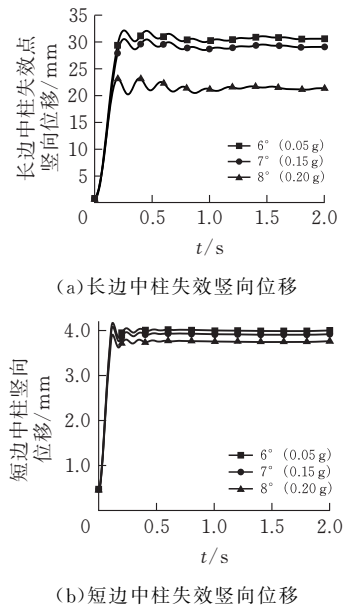 长边中柱失效点
竖向位移/mm
35
30
25
20
15
10
5
6° (0.05 g)
7° (0.15 g)
8° (0.20 g)
0
0.5
1.0
1.5
2.0
t/s
(a)长边中柱失效竖向位移
短边中柱竖向
位移/mm
4.0
3.0
2.0
1.0
6° (0.05 g)
7° (0.15 g)
8° (0.20 g)
0
0.5
1.0
1.5
2.0
t/s
(b)短边中柱失效竖向位移